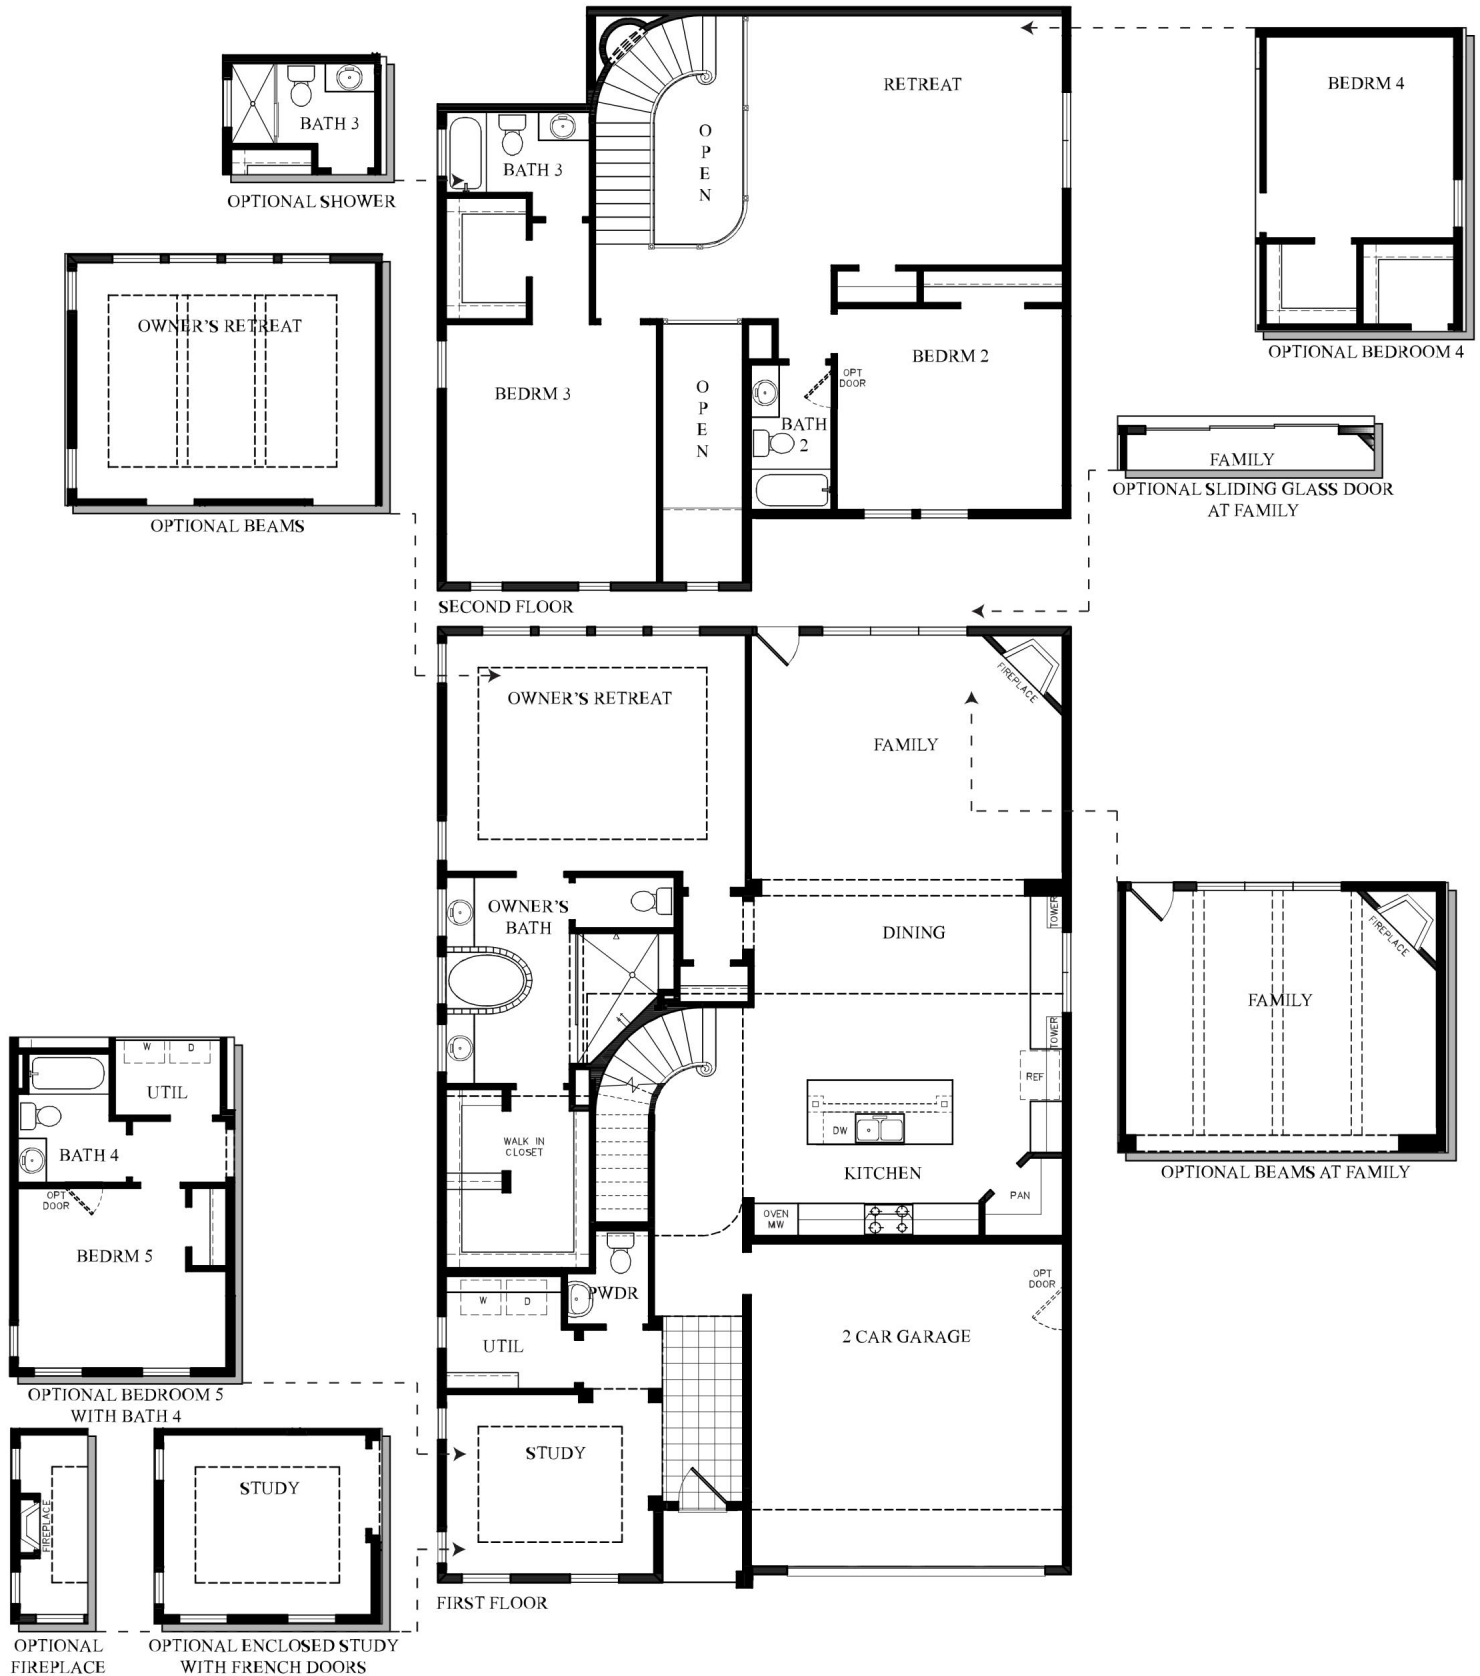 BATH 3
OPTIONAL SHOWER
OWNER'S RETREAT
OPTIONAL BEAMS
RETREAT
OPEN
BATH 3
BEDRM 3
OPEN
BEDRM 2
OPT
DOOR
BATH
2
SECOND FLOOR
BEDRM 4
OPTIONAL BEDROOM 4
FAMILY
OPTIONAL SLIDING GLASS DOOR
AT FAMILY
OWNER'S RETREAT
FAMILY
FIREPLACE
OWNER'S
BATH
DINING
TOWER
TOWER
REF
DW
WALK IN
CLOSET
KITCHEN
PAN
OVEN
MW
PWDR
W D
UTIL
OPT
DOOR
2 CAR GARAGE
STUDY
FIRST FLOOR
FIREPLACE
FAMILY
OPTIONAL BEAMS AT FAMILY
W D
UTIL
BATH 4
OPT
DOOR
BEDRM 5
OPTIONAL BEDROOM 5
WITH BATH 4
FIREPLACE
OPTIONAL
FIREPLACE
STUDY
OPTIONAL ENCLOSED STUDY
WITH FRENCH DOORS